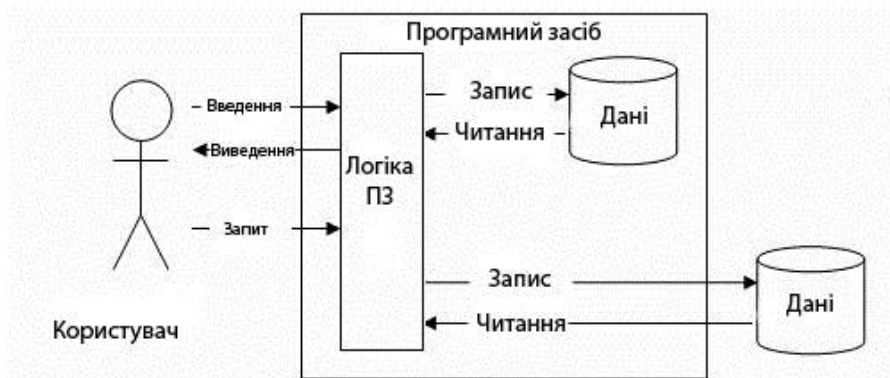 Програмний засіб
Введення
Запис
Дані
Читання
Виведення
Логіка
ПЗ
Запит
Запис
Дані
Читання
Користувач